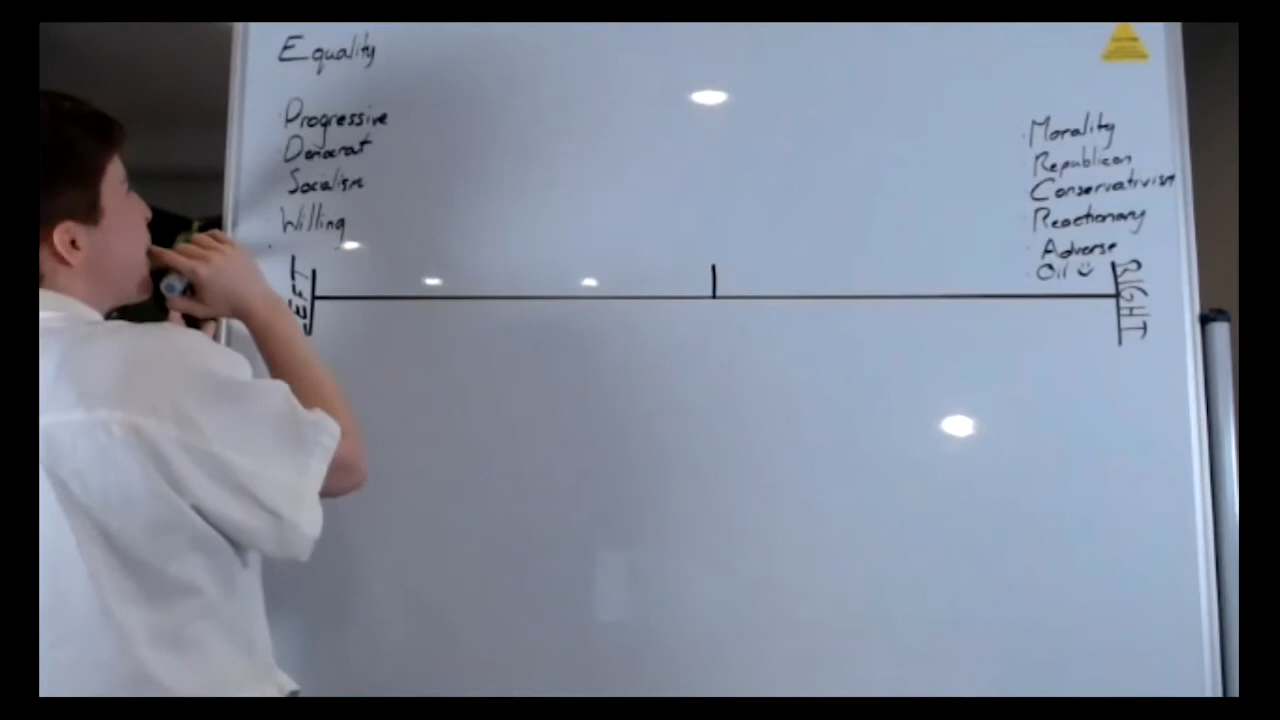 Equality
Progressive
Democrat
Socialism
Willing
LEFT
Morality
Republican
Conservativism
Reactionary
Adverse
Oil
RIGHT